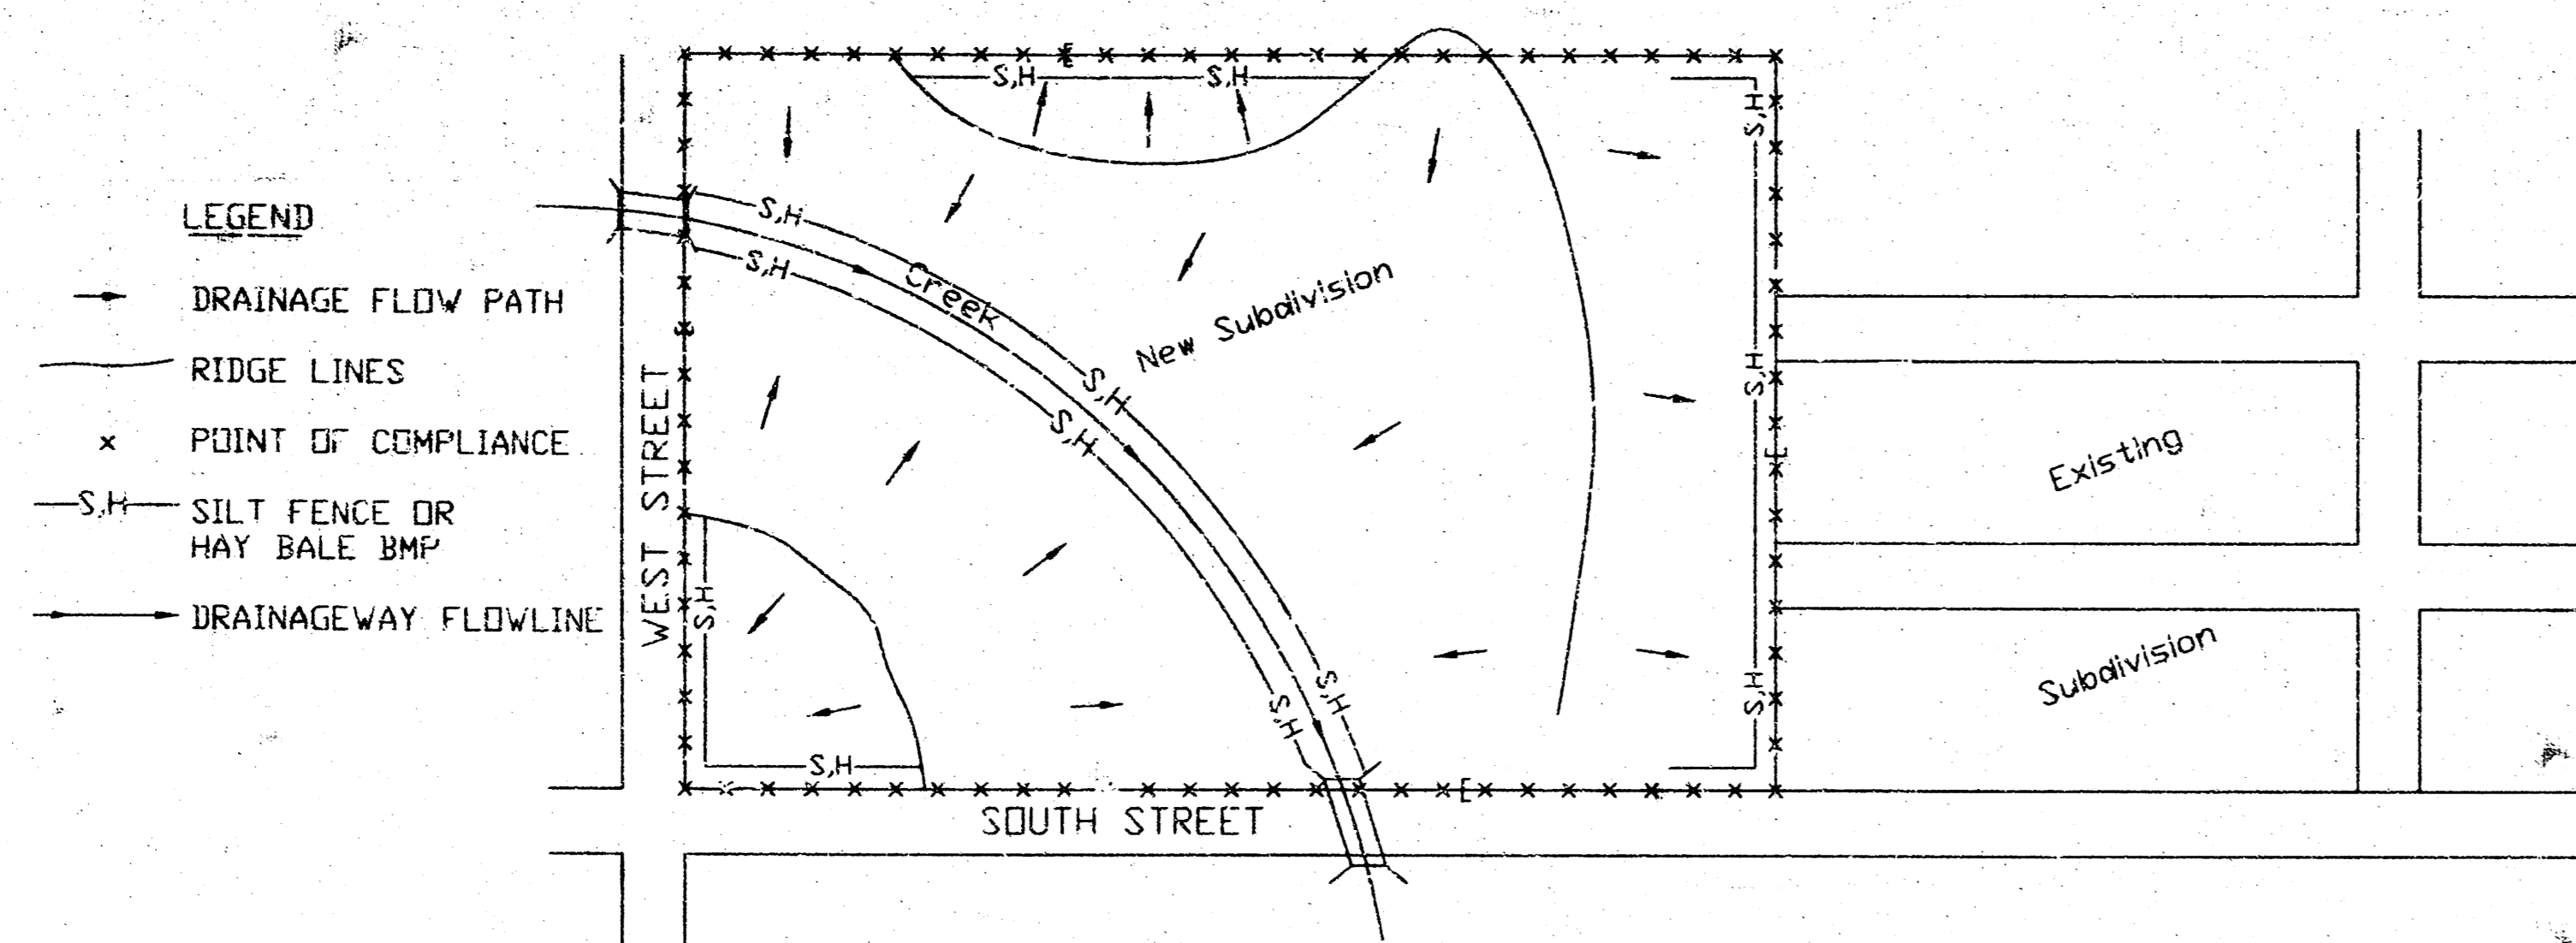 LEGEND
DRAINAGE FLOW PATH
RIDGE LINES
x POINT OF COMPLIANCE
S,H SILT FENCE OR
HAY BALE BMP
DRAINAGEWAY FLOWLINE
WEST STREET
SOUTH STREET
Creek
New Subdivision
Existing
Subdivision
E
S,H
S,H
S,H
S,H
S,H
S,H
S,H
S,H
S,H
S,H
S,H
S,H
S,H
E
E